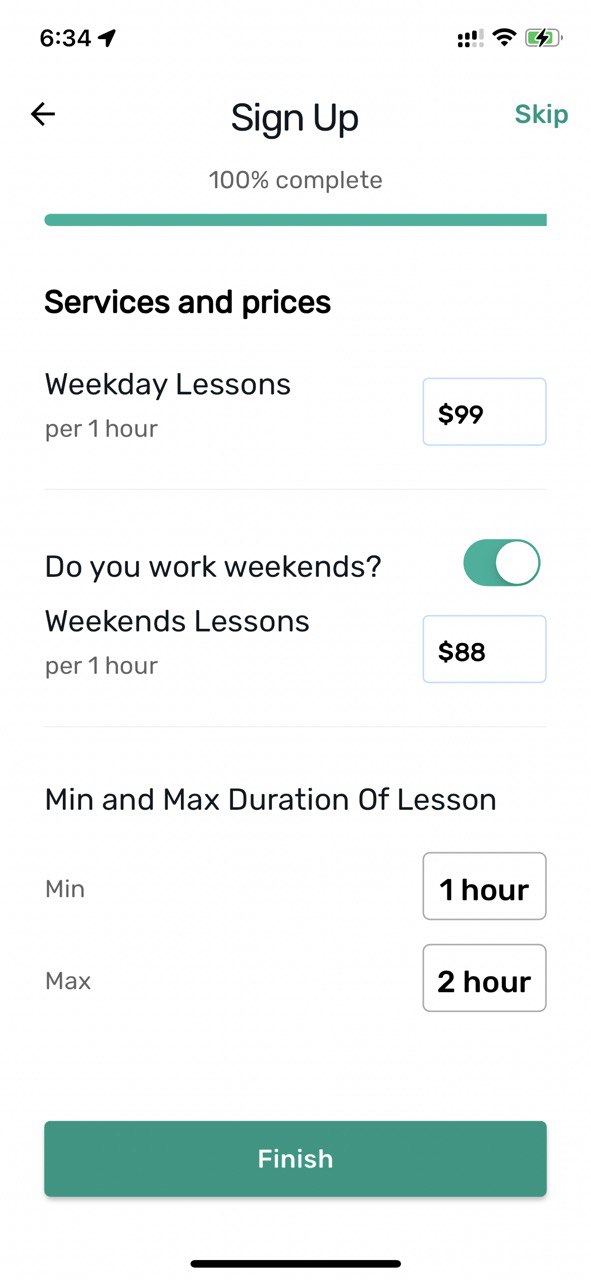 6:34
Sign Up
Skip
100% complete
Services and prices
Weekday Lessons
per 1 hour
$99
Do you work weekends?
Weekends Lessons
per 1 hour
$88
Min and Max Duration Of Lesson
Min
1 hour
Max
2 hour
Finish